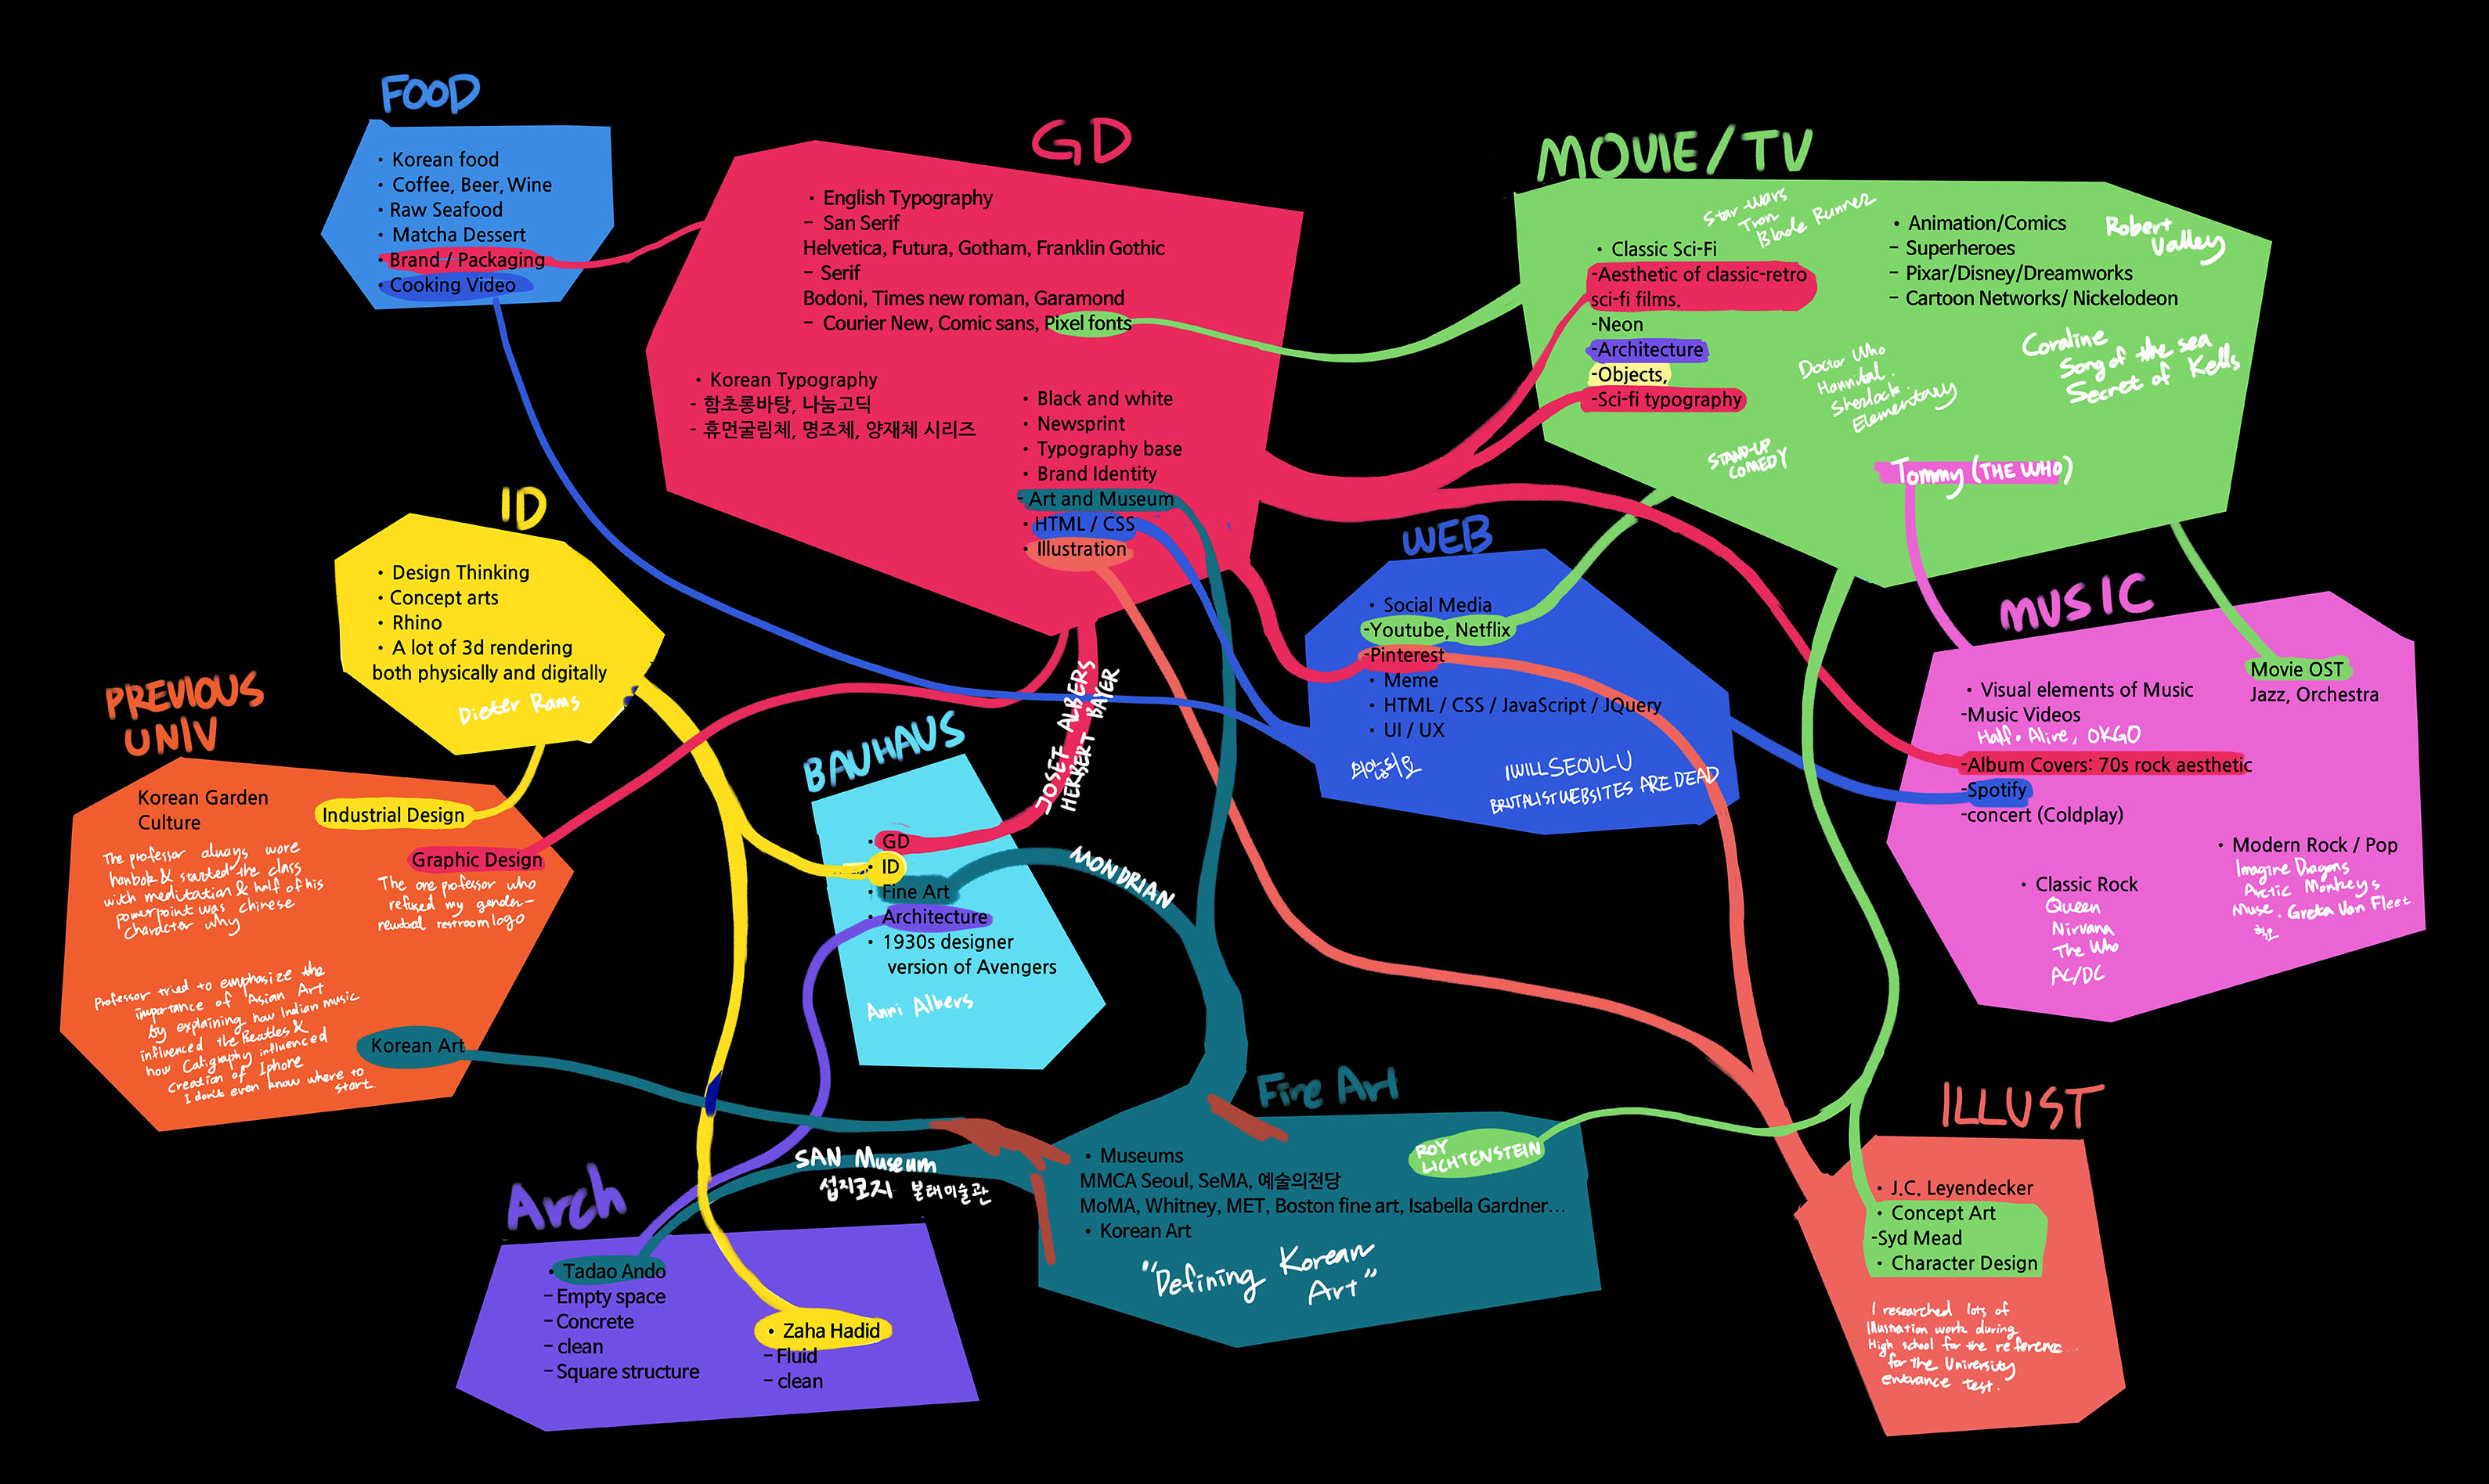 FOOD
• Korean food
• Coffee, Beer, Wine
• Raw Seafood
• Matcha Dessert
• Brand / Packaging
• Cooking Video
GD
• English Typography
– San Serif
Helvetica, Futura, Gotham, Franklin Gothic
– Serif
Bodoni, Times new roman, Garamond
– Courier New, Comic sans, Pixel fonts
• Korean Typography
- 함초롱바탕, 나눔고딕
- 휴먼굴림체, 명조체, 양재체 시리즈
• Black and white
• Newsprint
• Typography base
• Brand Identity
- Art and Museum
• HTML / CSS
• Illustration
MOVIE/TV
Star-wars
Tron
Blade Runner
• Classic Sci-Fi
-Aesthetic of classic-retro
sci-fi films.
-Neon
-Architecture
-Objects,
-Sci-fi typography
• Animation/Comics
– Superheroes
– Pixar/Disney/Dreamworks
– Cartoon Networks/ Nickelodeon
Robert
Valley
Doctor Who
Hannibal.
Sherlock
Elementary
Coraline
Song of the sea
Secret of Kells
STAND-UP
COMEDY
Tommy (THE WHO)
ID
• Design Thinking
• Concept arts
• Rhino
• A lot of 3d rendering
both physically and digitally
Dieter Rams
WEB
• Social Media
-Youtube, Netflix
-Pinterest
• Meme
• HTML / CSS / JavaScript / JQuery
• UI / UX
IWILLSEOULU
BRUTALISTWEBSITES ARE DEAD
MUSIC
Movie OST
Jazz, Orchestra
• Visual elements of Music
-Music Videos
Half•Alive, OKGO
-Album Covers: 70s rock aesthetic
-Spotify
-concert (Coldplay)
• Modern Rock / Pop
Imagine Dragons
Arctic Monkeys
Muse. Greta Van Fleet.
혁오
• Classic Rock
Queen
Nirvana
The Who
AC/DC
PREVIOUS
UNIV
Korean Garden
Culture
The professor always wore
hanbok & started the class
with meditation & half of his
powerpoint was chinese
character why
Industrial Design
Graphic Design
The one professor who
refused my gender-
neutral restroom logo
Professor tried to emphasize the
importance of Asian Art
by explaining how Indian music
influenced the Beatles &
how Caligraphy influenced
creation of Iphone
I don't even know where to
start.
Korean Art
BAUHAUS
• GD
• ID
• Fine Art
• Architecture
• 1930s designer
version of Avengers
Anni Albers
JOSEF ALBERS
HERBERT BAYER
MONDRIAN
SAN Museum
섭지코지 본태미술관
Arch
• Tadao Ando
– Empty space
– Concrete
– clean
– Square structure
• Zaha Hadid
– Fluid
– clean
Fine Art
• Museums
MMCA Seoul, SeMA, 예술의전당
MoMA, Whitney, MET, Boston fine art, Isabella Gardner...
• Korean Art
"Defining Korean
Art"
ROY
LICHTENSTEIN
ILLUST
• J.C. Leyendecker
• Concept Art
-Syd Mead
• Character Design
I researched lots of
Illustration work during
High school for the reference...
for the University
entrance test.